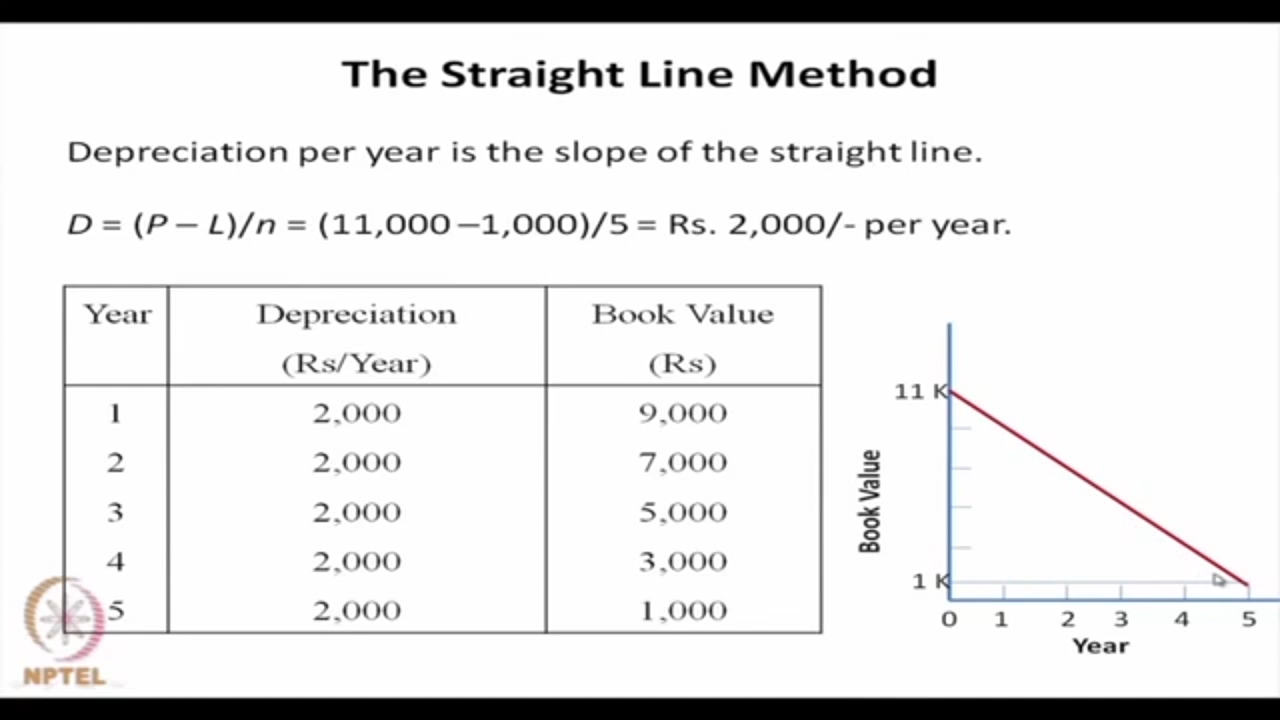 The Straight Line Method
Depreciation per year is the slope of the straight line.
D = (P – L)/n = (11,000 –1,000)/5 = Rs. 2,000/- per year.
Year Depreciation (Rs/Year) Book Value (Rs)
1 2,000 9,000
2 2,000 7,000
3 2,000 5,000
4 2,000 3,000
5 2,000 1,000
11 K
Book Value
1 K
0 1 2 3 4 5
Year
NPTEL